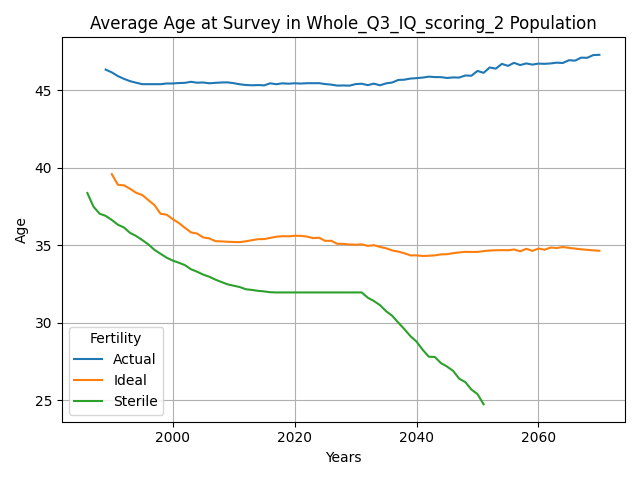 Average Age at Survey in Whole_Q3_IQ_scoring_2 Population
45
40
35
30
25
Age
Fertility
Actual
Ideal
Sterile
2000 2020 2040 2060
Years